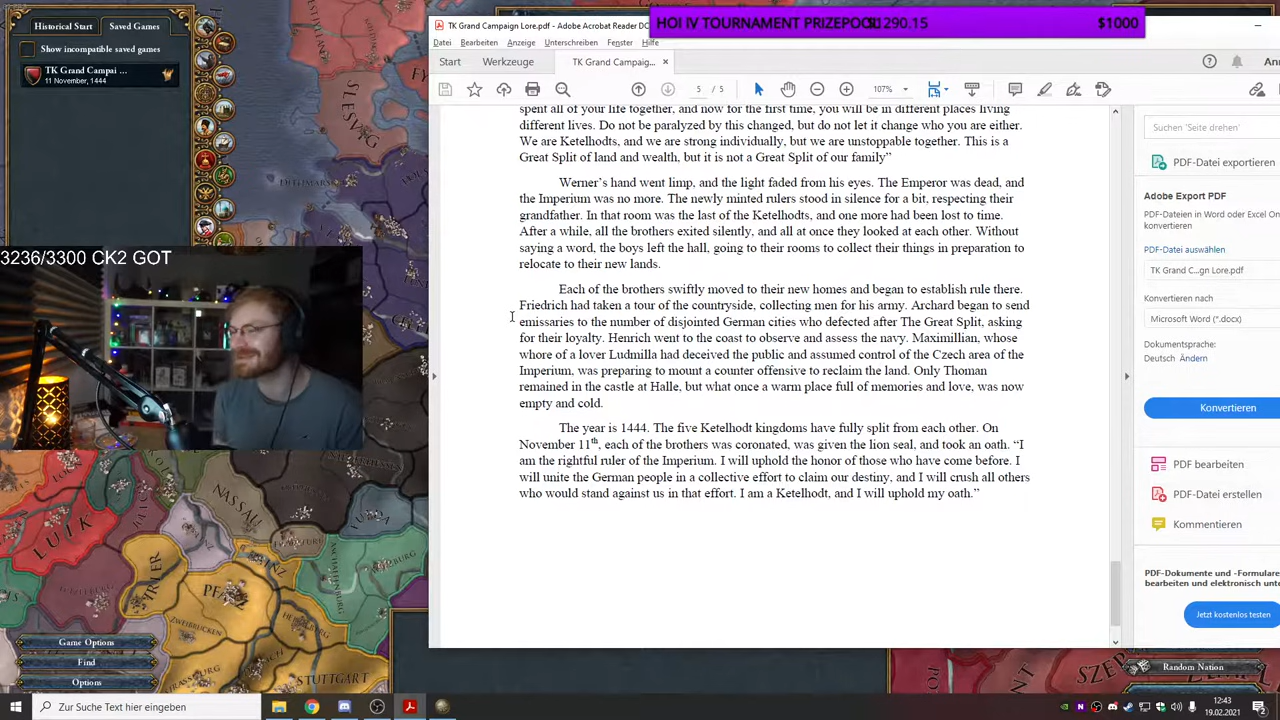 Historical Start
Saved Games
Show incompatible saved games
TK Grand Campai ...
11 November, 1444
TK Grand Campaign Lore.pdf - Adobe Acrobat Reader DC
HOI IV TOURNAMENT PRIZEPOOL
290.15
$1000
Datei Bearbeiten Anzeige Unterschreiben Fenster Hilfe
Start
Werkzeuge
TK Grand Campaig...
5 / 5
107%
spent all of your life together, and now for the first time, you will be in different places living
different lives. Do not be paralyzed by this changed, but do not let it change who you are either.
We are Ketelhodts, and we are strong individually, but we are unstoppable together. This is a
Great Split of land and wealth, but it is not a Great Split of our family”
Werner’s hand went limp, and the light faded from his eyes. The Emperor was dead, and
the Imperium was no more. The newly minted rulers stood in silence for a bit, respecting their
grandfather. In that room was the last of the Ketelhodts, and one more had been lost to time.
After a while, all the brothers exited silently, and all at once they looked at each other. Without
saying a word, the boys left the hall, going to their rooms to collect their things in preparation to
relocate to their new lands.
Each of the brothers swiftly moved to their new homes and began to establish rule there.
Friedrich had taken a tour of the countryside, collecting men for his army. Archard began to send
emissaries to the number of disjointed German cities who defected after The Great Split, asking
for their loyalty. Henrich went to the coast to observe and assess the navy. Maximillian, whose
whore of a lover Ludmilla had deceived the public and assumed control of the Czech area of the
Imperium, was preparing to mount a counter offensive to reclaim the land. Only Thoman
remained in the castle at Halle, but what once a warm place full of memories and love, was now
empty and cold.
The year is 1444. The five Ketelhodt kingdoms have fully split from each other. On
November 11th, each of the brothers was coronated, was given the lion seal, and took an oath. “I
am the rightful ruler of the Imperium. I will uphold the honor of those who have come before. I
will unite the German people in a collective effort to claim our destiny, and I will crush all others
who would stand against us in that effort. I am a Ketelhodt, and I will uphold my oath.”
Suchen 'Seite drehen'
PDF-Datei exportieren
Adobe Export PDF
PDF-Dateien in Word oder Excel
konvertieren
PDF-Datei auswählen
TK Grand C...gn Lore.pdf
Konvertieren nach
Microsoft Word (*.docx)
Dokumentsprache:
Deutsch Ändern
Konvertieren
PDF bearbeiten
PDF-Datei erstellen
Kommentieren
PDF-Dokumente und -Formulare
bearbeiten und elektronisch
Jetzt kostenlos testen
3236/3300 CK2 GOT
SLESVIG
DITMARSKEN
LUIK
NASSAU
TRIER
MAINZ
PFALZ
FULDA
ZWEIBRÜCKEN
STUTTGART
Game Options
Find
Options
Random Nation
Zur Suche Text hier eingeben
12:43
19.02.2021